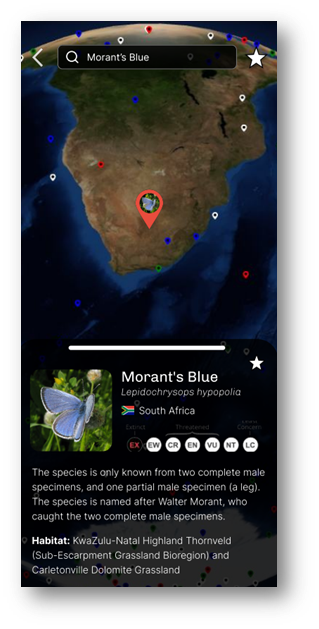 Morant's Blue
Morant's Blue
Lepidochrysops hypopolia
South Africa
Extinct Threatened Concern
EX EW CR EN VU NT LC
The species is only known from two complete male
specimens, and one partial male specimen (a leg).
The species is named after Walter Morant, who
caught the two complete male specimens.
Habitat: KwaZulu-Natal Highland Thornveld
(Sub-Escarpment Grassland Bioregion) and
Carletonville Dolomite Grassland